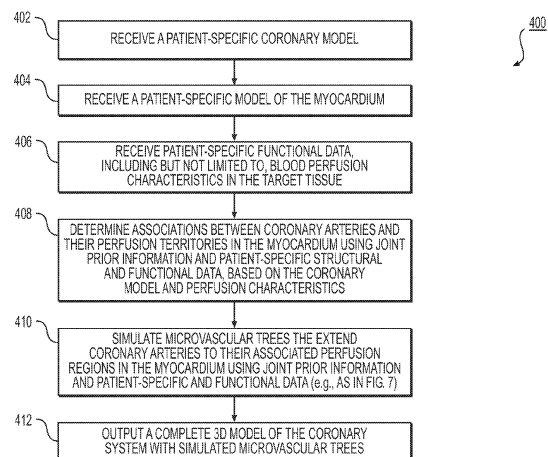 400
402
RECEIVE A PATIENT-SPECIFIC CORONARY MODEL
404
RECEIVE A PATIENT-SPECIFIC MODEL OF THE MYOCARDIUM
406
RECEIVE PATIENT-SPECIFIC FUNCTIONAL DATA,
INCLUDING BUT NOT LIMITED TO, BLOOD PERFUSION
CHARACTERISTICS IN THE TARGET TISSUE
408
DETERMINE ASSOCIATIONS BETWEEN CORONARY ARTERIES AND
THEIR PERFUSION TERRITORIES IN THE MYOCARDIUM USING JOINT
PRIOR INFORMATION AND PATIENT-SPECIFIC STRUCTURAL
AND FUNCTIONAL DATA, BASED ON THE CORONARY
MODEL AND PERFUSION CHARACTERISTICS
410
SIMULATE MICROVASCULAR TREES THE EXTEND
CORONARY ARTERIES TO THEIR ASSOCIATED PERFUSION
REGIONS IN THE MYOCARDIUM USING JOINT PRIOR INFORMATION
AND PATIENT-SPECIFIC AND FUNCTIONAL DATA (e.g., AS IN FIG. 7)
412
OUTPUT A COMPLETE 3D MODEL OF THE CORONARY
SYSTEM WITH SIMULATED MICROVASCULAR TREES